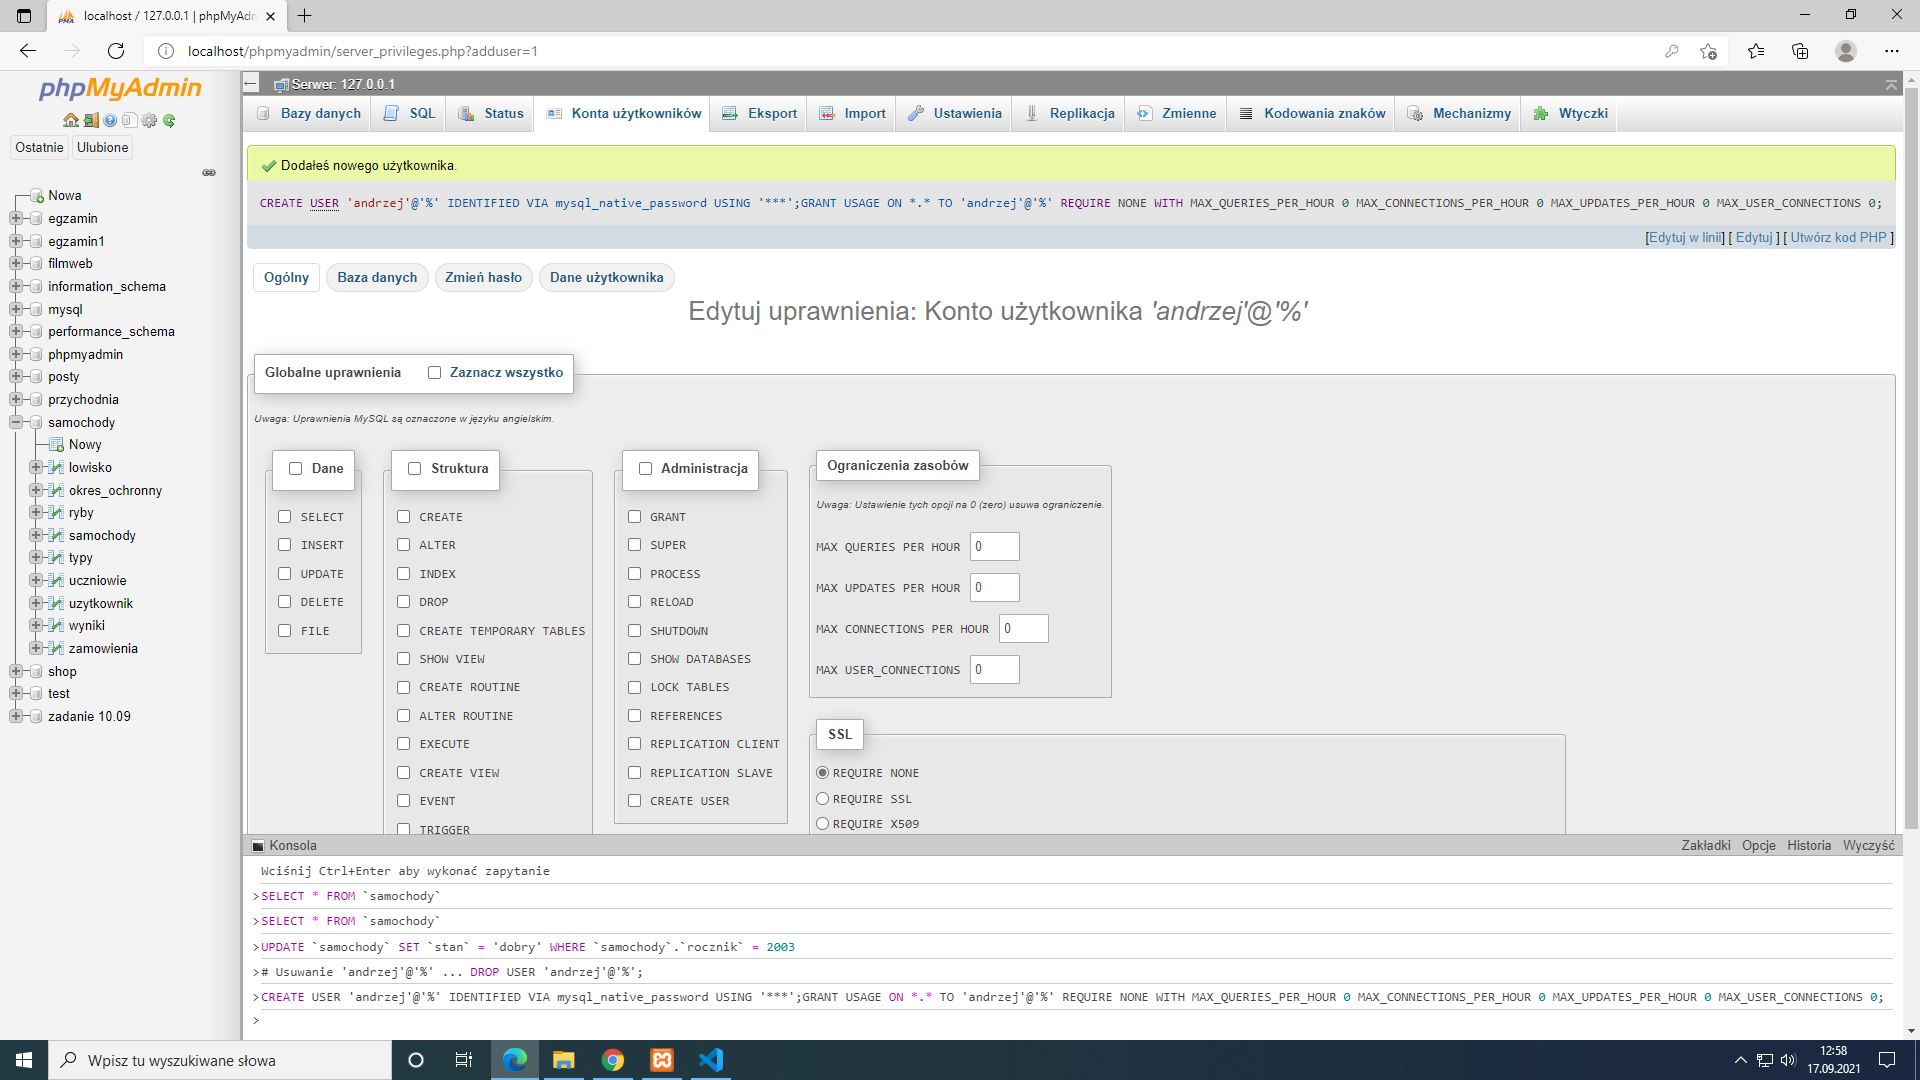 localhost / 127.0.0.1 | phpMyAdm
localhost/phpmyadmin/server_privileges.php?adduser=1
phpMyAdmin
Ostatnie
Ulubione
Nowa
egzamin
egzamin1
filmweb
information_schema
mysql
performance_schema
phpmyadmin
posty
przychodnia
samochody
Nowy
lowisko
okres_ochronny
ryby
samochody
typy
uczniowie
uzytkownik
wyniki
zamowienia
shop
test
zadanie 10.09
Serwer: 127.0.0.1
Bazy danych
SQL
Status
Konta użytkowników
Eksport
Import
Ustawienia
Replikacja
Zmienne
Kodowania znaków
Mechanizmy
Wtyczki
Dodałeś nowego użytkownika.
CREATE USER 'andrzej'@'%' IDENTIFIED VIA mysql_native_password USING '***';GRANT USAGE ON *.* TO 'andrzej'@'%' REQUIRE NONE WITH MAX_QUERIES_PER_HOUR 0 MAX_CONNECTIONS_PER_HOUR 0 MAX_UPDATES_PER_HOUR 0 MAX_USER_CONNECTIONS 0;
[Edytuj w linii] [ Edytuj ] [ Utwórz kod PHP ]
Ogólny
Baza danych
Zmień hasło
Dane użytkownika
Edytuj uprawnienia: Konto użytkownika 'andrzej'@'%'
Globalne uprawnienia
Zaznacz wszystko
Uwaga: Uprawnienia MySQL są oznaczone w języku angielskim.
Dane
SELECT
INSERT
UPDATE
DELETE
FILE
Struktura
CREATE
ALTER
INDEX
DROP
CREATE TEMPORARY TABLES
SHOW VIEW
CREATE ROUTINE
ALTER ROUTINE
EXECUTE
CREATE VIEW
EVENT
TRIGGER
Administracja
GRANT
SUPER
PROCESS
RELOAD
SHUTDOWN
SHOW DATABASES
LOCK TABLES
REFERENCES
REPLICATION CLIENT
REPLICATION SLAVE
CREATE USER
Ograniczenia zasobów
Uwaga: Ustawienie tych opcji na 0 (zero) usuwa ograniczenie.
MAX QUERIES PER HOUR 0
MAX UPDATES PER HOUR 0
MAX CONNECTIONS PER HOUR 0
MAX USER_CONNECTIONS 0
SSL
REQUIRE NONE
REQUIRE SSL
REQUIRE X509
Konsola
Zakładki
Opcje
Historia
Wyczyść
Wciśnij Ctrl+Enter aby wykonać zapytanie
>SELECT * FROM `samochody`
>SELECT * FROM `samochody`
>UPDATE `samochody` SET `stan` = 'dobry' WHERE `samochody`.`rocznik` = 2003
># Usuwanie 'andrzej'@'%' ... DROP USER 'andrzej'@'%';
>CREATE USER 'andrzej'@'%' IDENTIFIED VIA mysql_native_password USING '***';GRANT USAGE ON *.* TO 'andrzej'@'%' REQUIRE NONE WITH MAX_QUERIES_PER_HOUR 0 MAX_CONNECTIONS_PER_HOUR 0 MAX_UPDATES_PER_HOUR 0 MAX_USER_CONNECTIONS 0;
>
Wpisz tu wyszukiwane słowa
12:58
17.09.2021